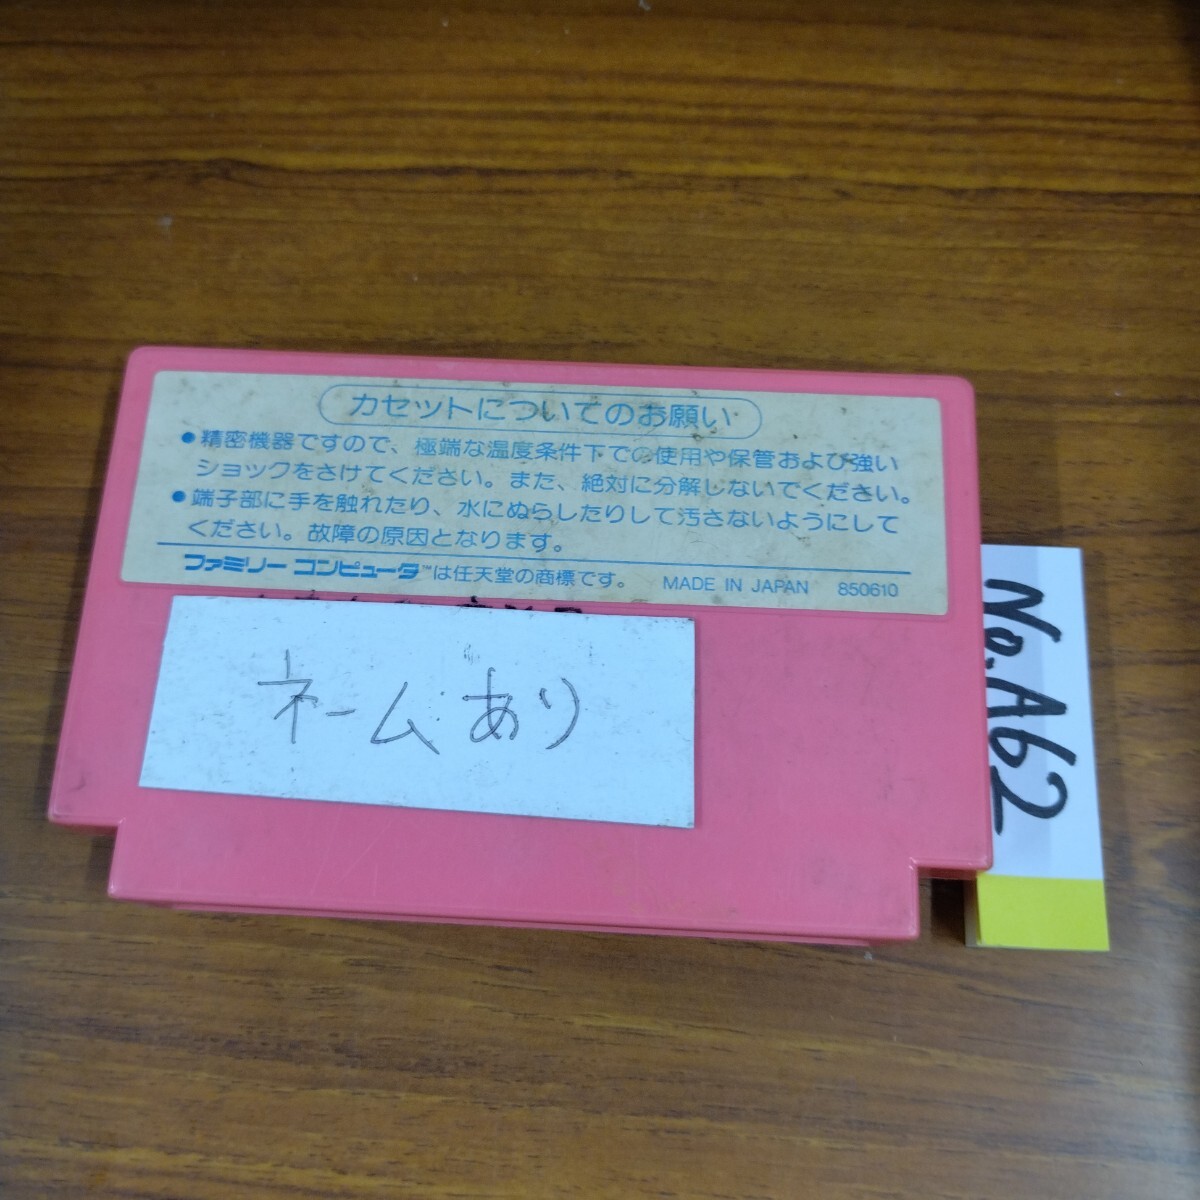 カセットについてのお願い
●精密機器ですので、極端な温度条件下での使用や保管および強い
ショックをさけてください。また、絶対に分解しないでください。
●端子部に手を触れたり、水にぬらしたりして汚さないようにして
ください。故障の原因となります。
ファミリー コンピュータ™は任天堂の商標です。 MADE IN JAPAN 850610
ネームあり
No.A62